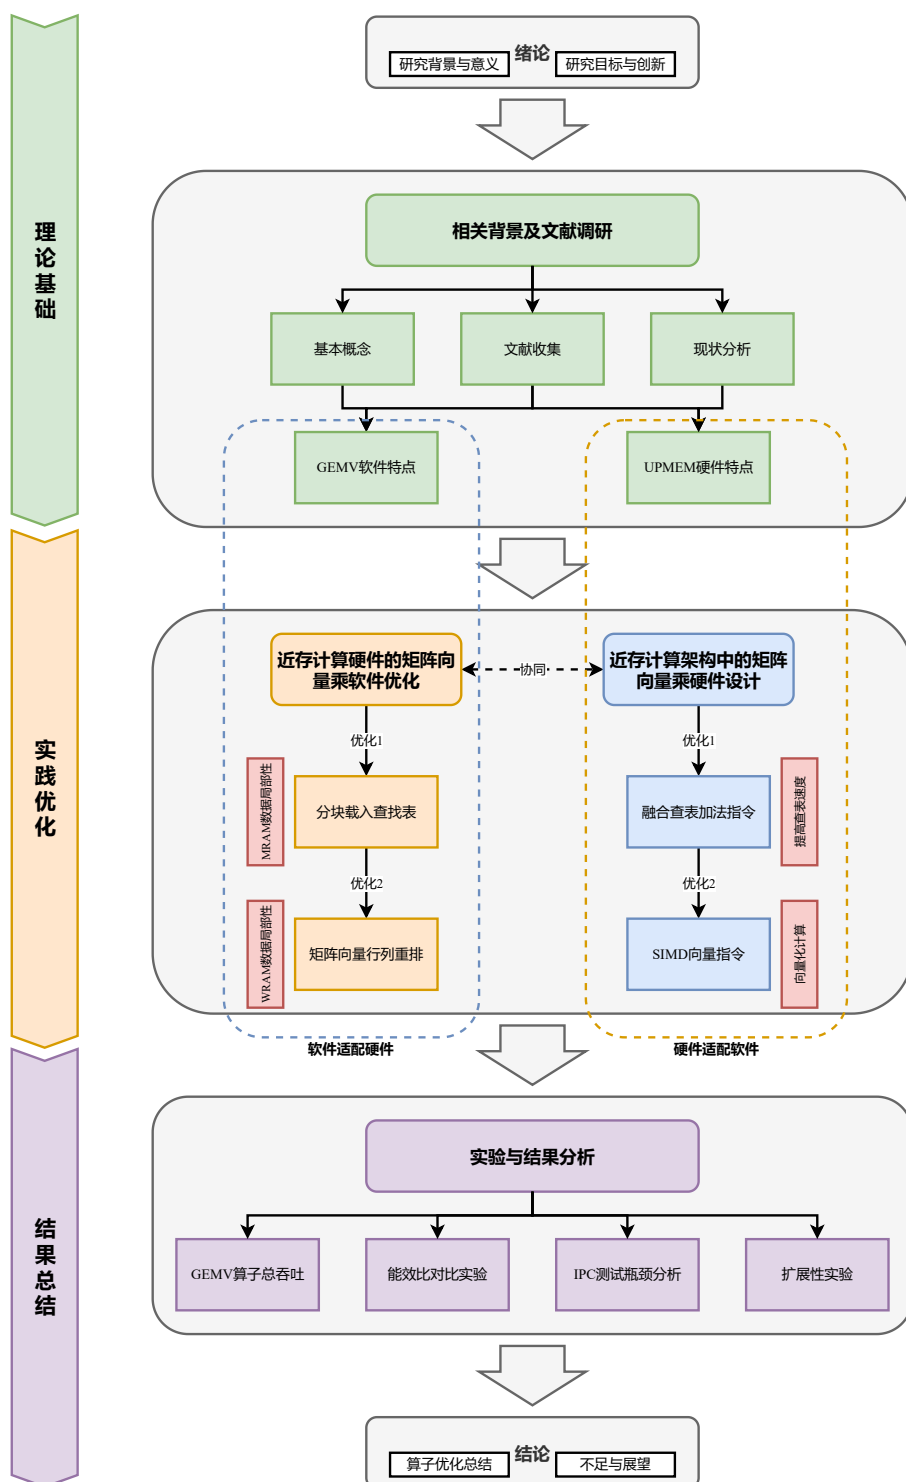 理论基础
绪论
研究背景与意义
研究目标与创新
相关背景及文献调研
基本概念
文献收集
现状分析
GEMV软件特点
UPMEM硬件特点
实践优化
近存计算硬件的矩阵向
量乘软件优化
协同
近存计算架构中的矩阵
向量乘硬件设计
优化1
优化1
MRAM数据局部性
分块载入查找表
融合查表加法指令
提高查表速度
优化2
优化2
WRAM数据局部性
矩阵向量行列重排
SIMD向量指令
向量化计算
软件适配硬件
硬件适配软件
结果总结
实验与结果分析
GEMV算子总吞吐
能效比对比实验
IPC测试瓶颈分析
扩展性实验
结论
算子优化总结
不足与展望